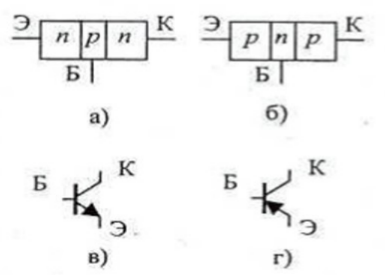 Э n p n К
Б
а)
Э p n p К
Б
б)
Б К
Э
в)
Б К
Э
г)